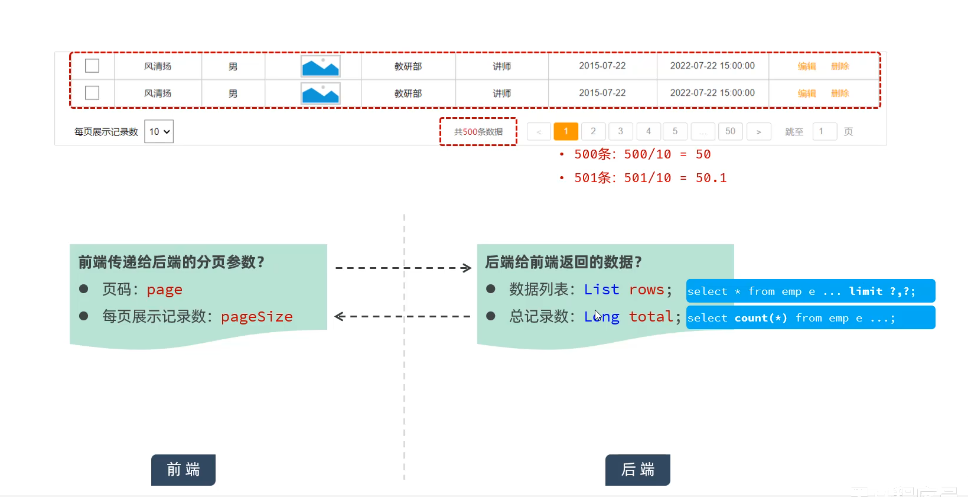 风清扬 男 教研部 讲师 2015-07-22 2022-07-22 15:00:00 编辑 删除
风清扬 男 教研部 讲师 2015-07-22 2022-07-22 15:00:00 编辑 删除
每页展示记录数 10 共500条数据 < 1 2 3 4 5 ... 50 > 跳至 1 页
• 500条：500/10 = 50
• 501条：501/10 = 50.1
前端传递给后端的分页参数？
● 页码：page
● 每页展示记录数：pageSize
后端给前端返回的数据？
● 数据列表：List rows； select * from emp e ... limit ?,?;
● 总记录数：Long total； select count(*) from emp e ...;
前 端
后 端